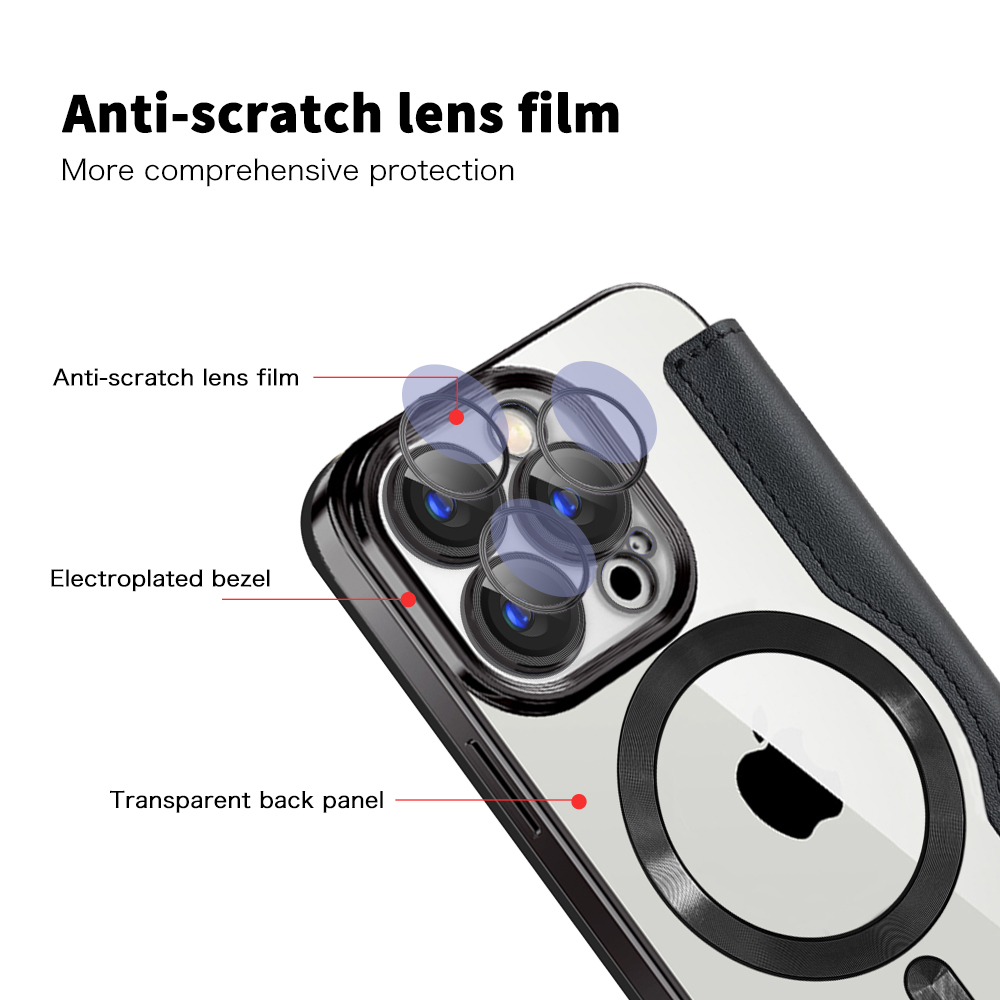 Anti-scratch lens film
More comprehensive protection
Anti-scratch lens film
Electroplated bezel
Transparent back panel